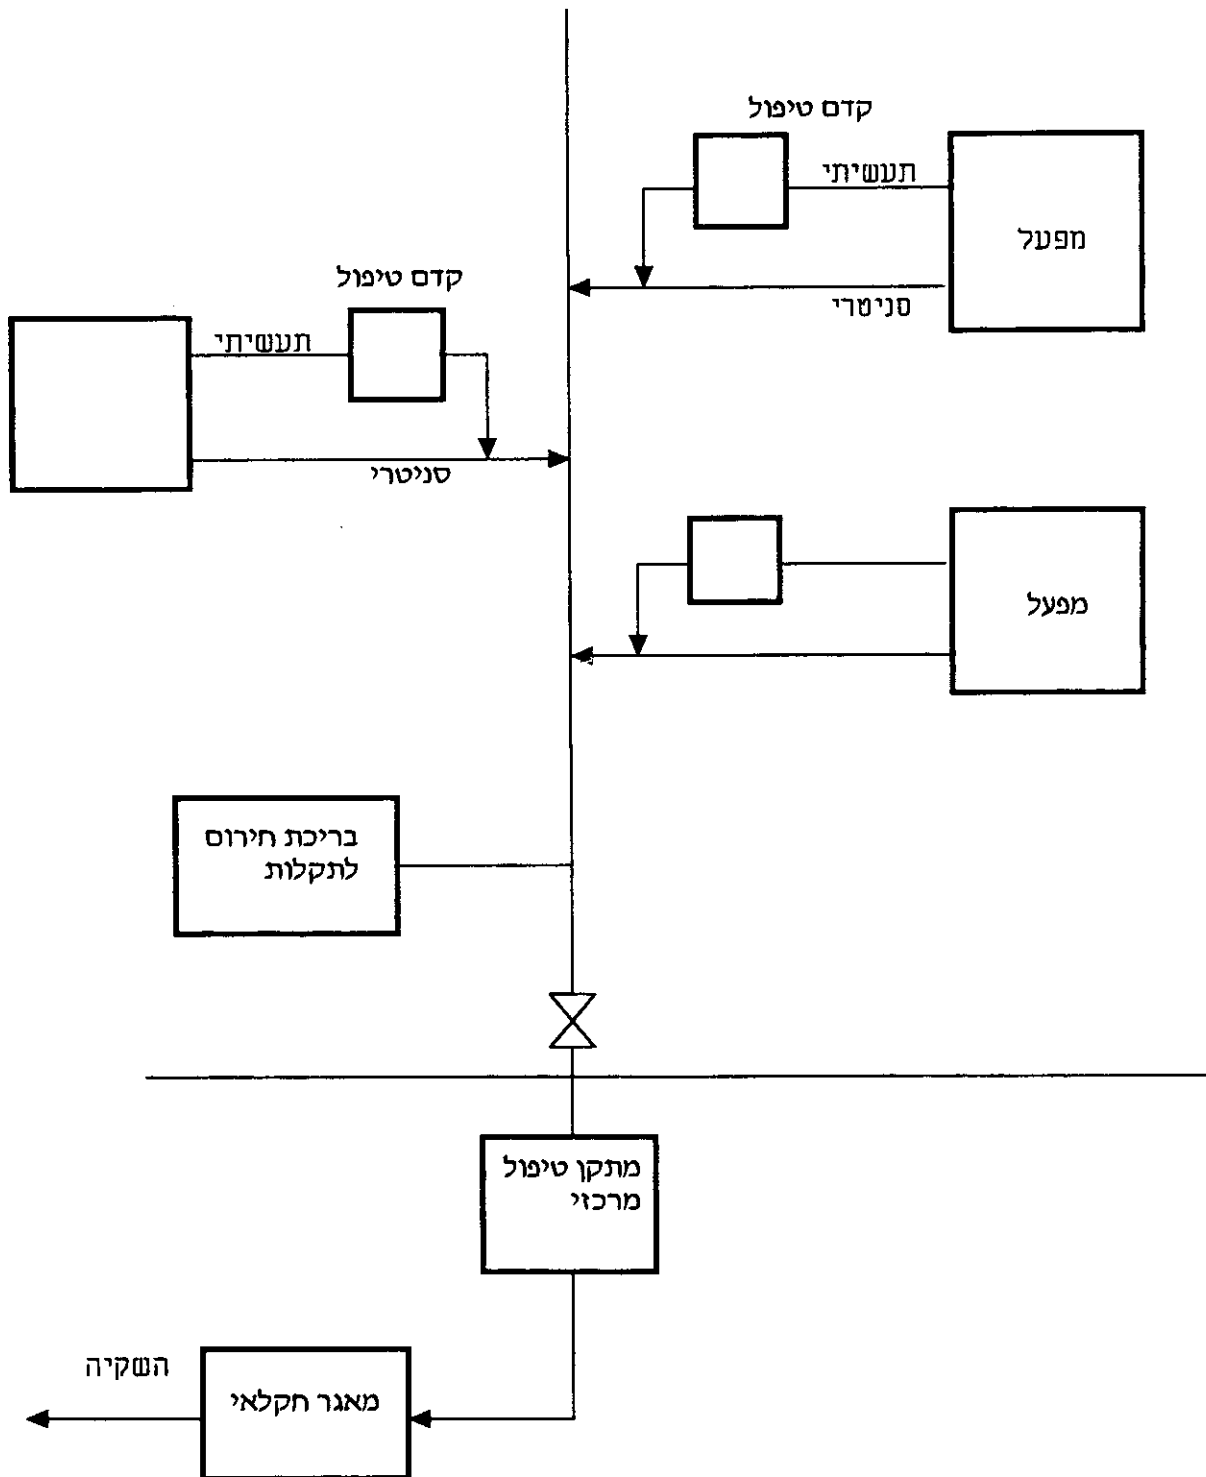 קדם טיפול
תעשיתי
מפעל
סניטרי
קדם טיפול
תעשיתי
סניטרי
מפעל
בריכת חירום
לתקלות
מתקן טיפול
מרכזי
השקיה
מאגר חקלאי